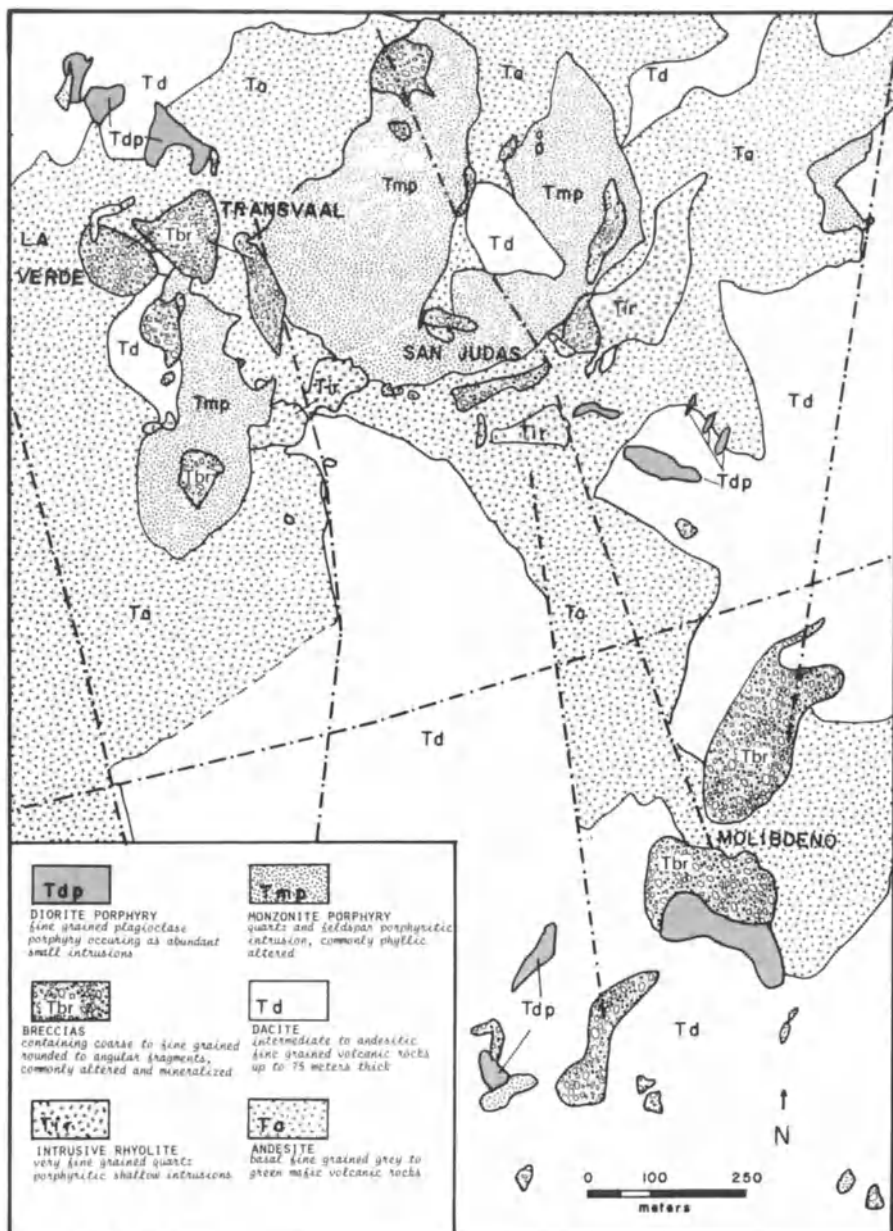 Td
Ta
Ta
Td
Tdp
Ta
Tmp
Tmp
TRANSVAAL
Tbr
LA
VERDE
Td
Tir
Td
SAN JUDAS
Tir
Td
Tmp
Tir
Tdp
Tbr
Ta
Ta
Td
Tbr
MOLIBDENO
Tbr
Tdp
Td
N
0 100 250
meters
Tdp
DIORITE PORPHYRY
fine grained plagioclase
porphyry occuring as abundant
small intrusions
Tmp
MONZONITE PORPHYRY
quartz and feldspar porphyritic
intrusion, commonly phyllic
altered
Tbr
BRECCIAS
containing coarse to fine grained
rounded to angular fragments,
commonly altered and mineralized
Td
DACITE
intermediate to andesitic
fine grained volcanic rocks
up to 75 meters thick
Tir
INTRUSIVE RHYOLITE
very fine grained quartz
porphyritic shallow intrusions
Ta
ANDESITE
basal fine grained grey to
green mafic volcanic rocks